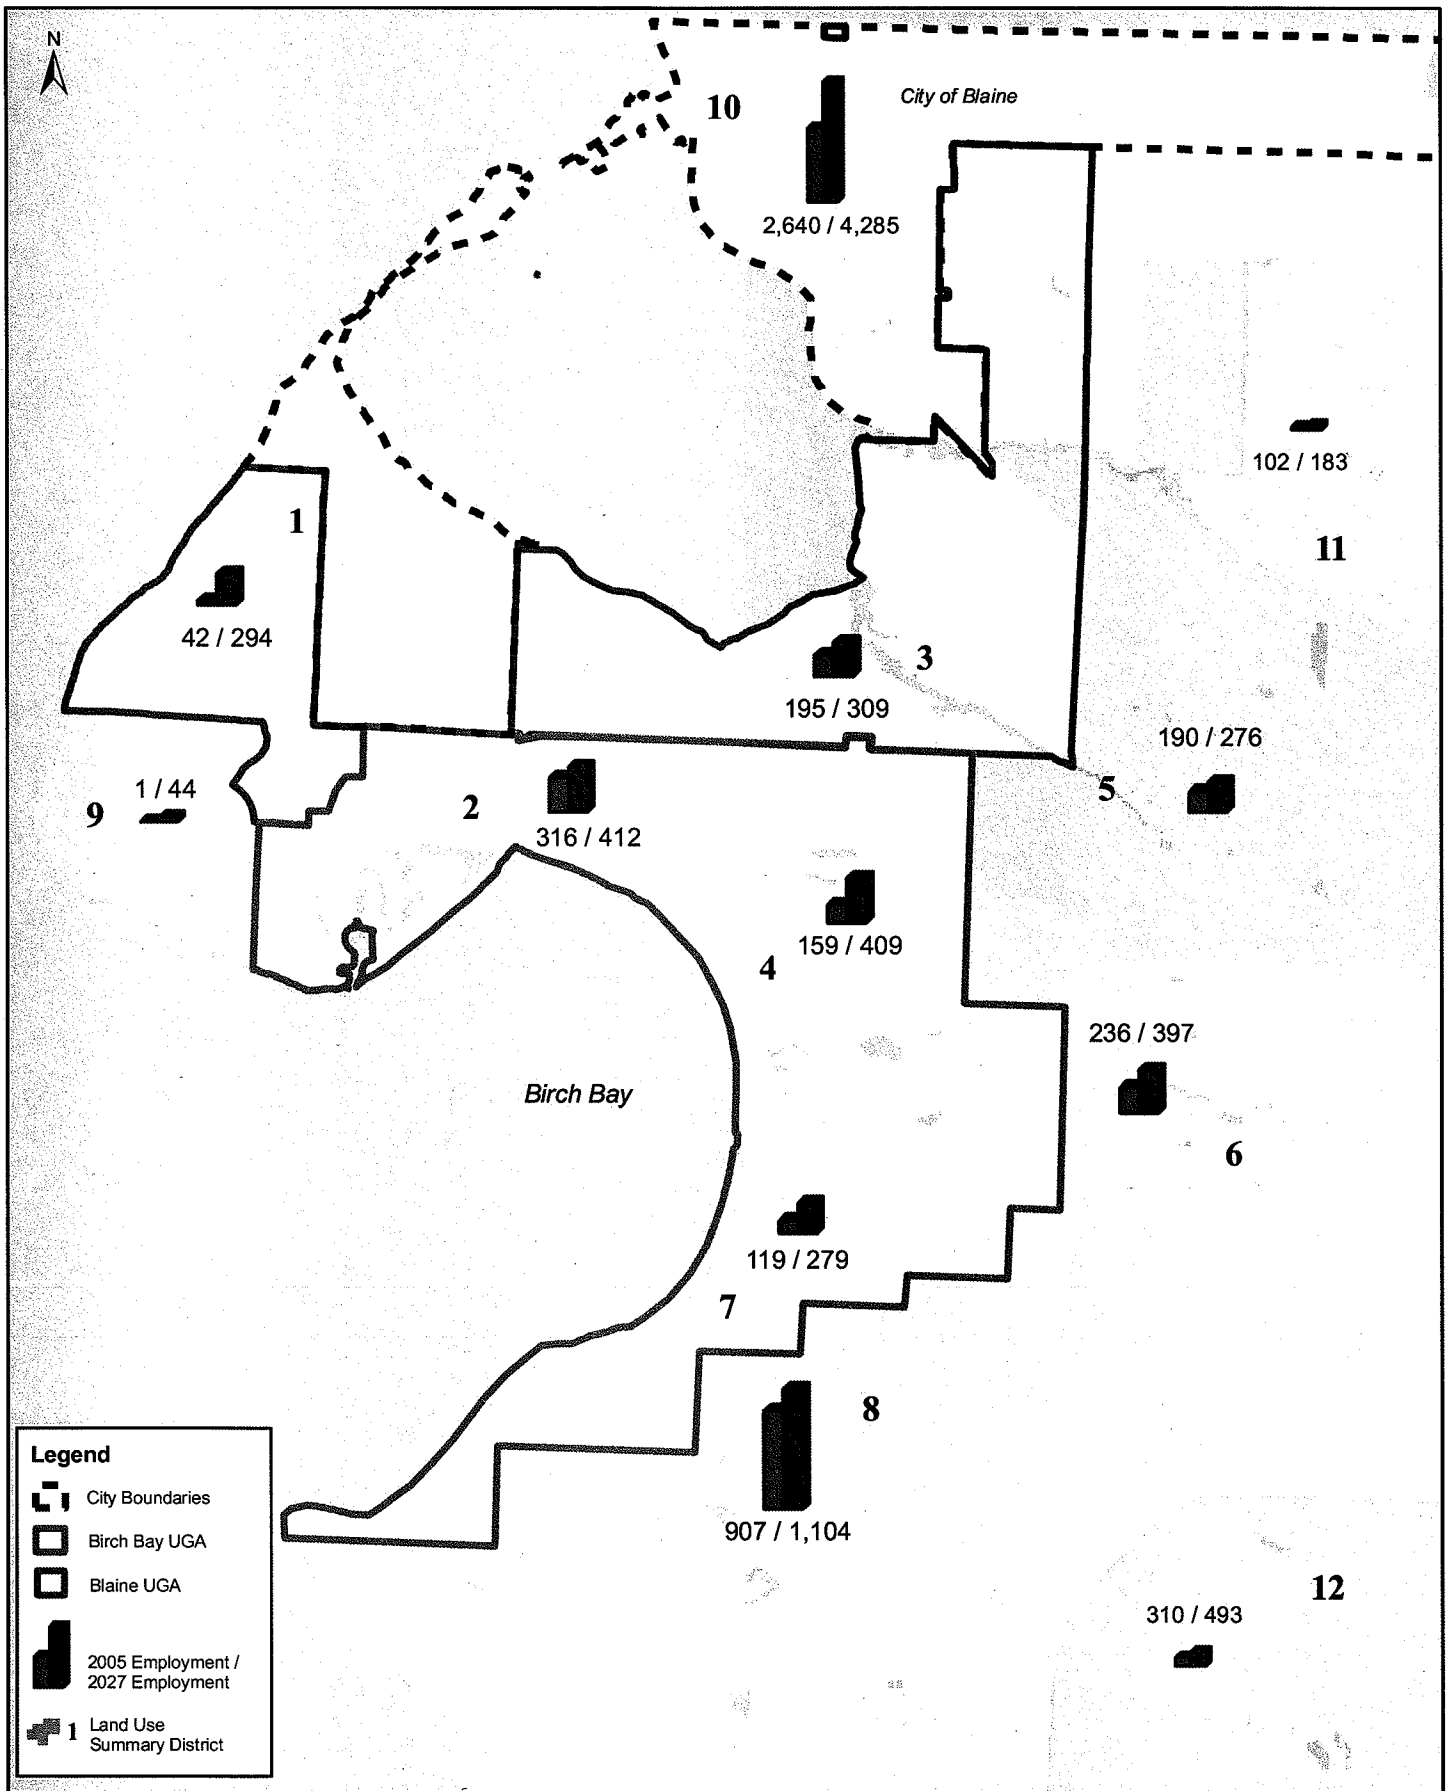 N
10
City of Blaine
2,640 / 4,285
102 / 183
1
11
42 / 294
3
195 / 309
190 / 276
5
1 / 44
9
2
316 / 412
159 / 409
4
236 / 397
Birch Bay
6
119 / 279
7
8
907 / 1,104
12
310 / 493
Legend
City Boundaries
Birch Bay UGA
Blaine UGA
2005 Employment /
2027 Employment
1 Land Use
Summary District